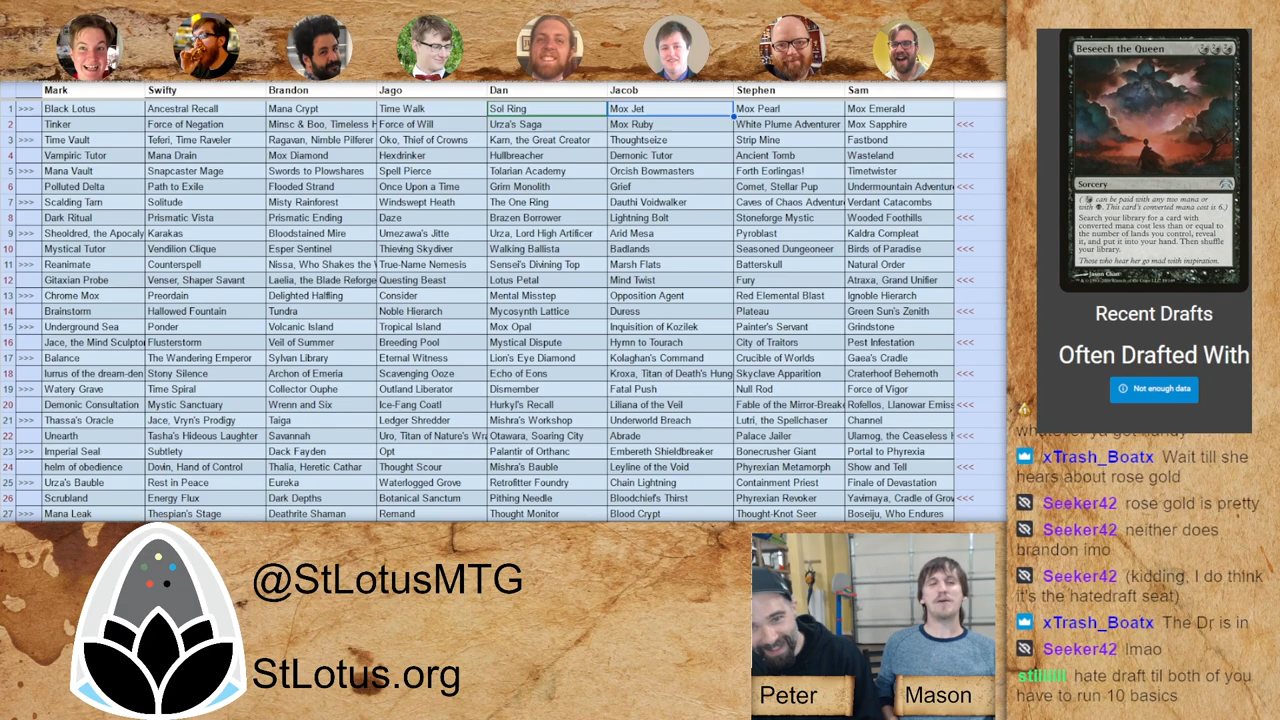 Mark Swifty Brandon Jago Dan Jacob Stephen Sam
1 >>> Black Lotus Ancestral Recall Mana Crypt Time Walk Sol Ring Mox Jet Mox Pearl Mox Emerald
2 Tinker Force of Negation Minsc & Boo, Timeless H Force of Will Urza's Saga Mox Ruby White Plume Adventurer Mox Sapphire <<<
3 >>> Time Vault Teferi, Time Raveler Ragavan, Nimble Pilferer Oko, Thief of Crowns Karn, the Great Creator Thoughtseize Strip Mine Fastbond
4 Vampiric Tutor Mana Drain Mox Diamond Hexdrinker Hullbreacher Demonic Tutor Ancient Tomb Wasteland <<<
5 >>> Mana Vault Snapcaster Mage Swords to Plowshares Spell Pierce Tolarian Academy Orcish Bowmasters Forth Eorlingas! Timetwister
6 Polluted Delta Path to Exile Flooded Strand Once Upon a Time Grim Monolith Grief Comet, Stellar Pup Undermountain Adventure <<<
7 >>> Scalding Tarn Solitude Misty Rainforest Windswept Heath The One Ring Dauthi Voidwalker Caves of Chaos Adventure Verdant Catacombs
8 Dark Ritual Prismatic Vista Prismatic Ending Daze Brazen Borrower Lightning Bolt Stoneforge Mystic Wooded Foothills <<<
9 >>> Sheoldred, the Apocaly Karakas Bloodstained Mire Umezawa's Jitte Urza, Lord High Artificer Arid Mesa Pyroblast Kaldra Compleat
10 Mystical Tutor Vendilion Clique Esper Sentinel Thieving Skydiver Walking Ballista Badlands Seasoned Dungeoneer Birds of Paradise <<<
11 >>> Reanimate Counterspell Nissa, Who Shakes the W True-Name Nemesis Sensei's Divining Top Marsh Flats Batterskull Natural Order
12 Gitaxian Probe Venser, Shaper Savant Laelia, the Blade Reforge Questing Beast Lotus Petal Mind Twist Fury Atraxa, Grand Unifier <<<
13 >>> Chrome Mox Preordain Delighted Halfling Consider Mental Misstep Opposition Agent Red Elemental Blast Ignoble Hierarch
14 Brainstorm Hallowed Fountain Tundra Noble Hierarch Mycosynth Lattice Duress Plateau Green Sun's Zenith <<<
15 >>> Underground Sea Ponder Volcanic Island Tropical Island Mox Opal Inquisition of Kozilek Painter's Servant Grindstone
16 Jace, the Mind Sculptor Flusterstorm Veil of Summer Breeding Pool Mystical Dispute Hymn to Tourach City of Traitors Pest Infestation <<<
17 >>> Balance The Wandering Emperor Sylvan Library Eternal Witness Lion's Eye Diamond Kolaghan's Command Crucible of Worlds Gaea's Cradle
18 lurrus of the dream-den Stony Silence Archon of Emeria Scavenging Ooze Echo of Eons Kroxa, Titan of Death's Hung Skyclave Apparition Craterhoof Behemoth <<<
19 >>> Watery Grave Time Spiral Collector Ouphe Outland Liberator Dismember Fatal Push Null Rod Force of Vigor
20 Demonic Consultation Mystic Sanctuary Wrenn and Six Ice-Fang Coatl Hurkyl's Recall Liliana of the Veil Fable of the Mirror-Breake Rofellos, Llanowar Emiss <<<
21 >>> Thassa's Oracle Jace, Vryn's Prodigy Taiga Ledger Shredder Mishra's Workshop Underworld Breach Lutri, the Spellchaser Channel
22 Unearth Tasha's Hideous Laughter Savannah Uro, Titan of Nature's Wra Otawara, Soaring City Abrade Palace Jailer Ulamog, the Ceaseless H <<<
23 >>> Imperial Seal Subtlety Dack Fayden Opt Palantir of Orthanc Embereth Shieldbreaker Bonecrusher Giant Portal to Phyrexia
24 helm of obedience Dovin, Hand of Control Thalia, Heretic Cathar Thought Scour Mishra's Bauble Leyline of the Void Phyrexian Metamorph Show and Tell <<<
25 >>> Urza's Bauble Rest in Peace Eureka Waterlogged Grove Retrofitter Foundry Chain Lightning Containment Priest Finale of Devastation
26 Scrubland Energy Flux Dark Depths Botanical Sanctum Pithing Needle Bloodchief's Thirst Phyrexian Revoker Yavimaya, Cradle of Grov <<<
27 >>> Mana Leak Thespian's Stage Deathrite Shaman Remand Thought Monitor Blood Crypt Thought-Knot Seer Boseiju, Who Endures
@StLotusMTG
StLotus.org
Peter Mason
Beseech the Queen
Sorcery
can be paid with any two mana or
with . This card's converted mana cost is 6.)
Search your library for a card with
converted mana cost less than or equal to
the number of lands you control, reveal
it, and put it into your hand. Then shuffle
your library.
Those who hear her go mad with inspiration.
Jason Chan
Recent Drafts
Often Drafted With
Not enough data
whatever ya got handy
xTrash_Boatx Wait till she
hears about rose gold
Seeker42 rose gold is pretty
Seeker42 neither does
brandon imo
Seeker42 (kidding, I do think
it's the hatedraft seat)
xTrash_Boatx The Dr is in
Seeker42 lmao
hate draft til both of you
have to run 10 basics